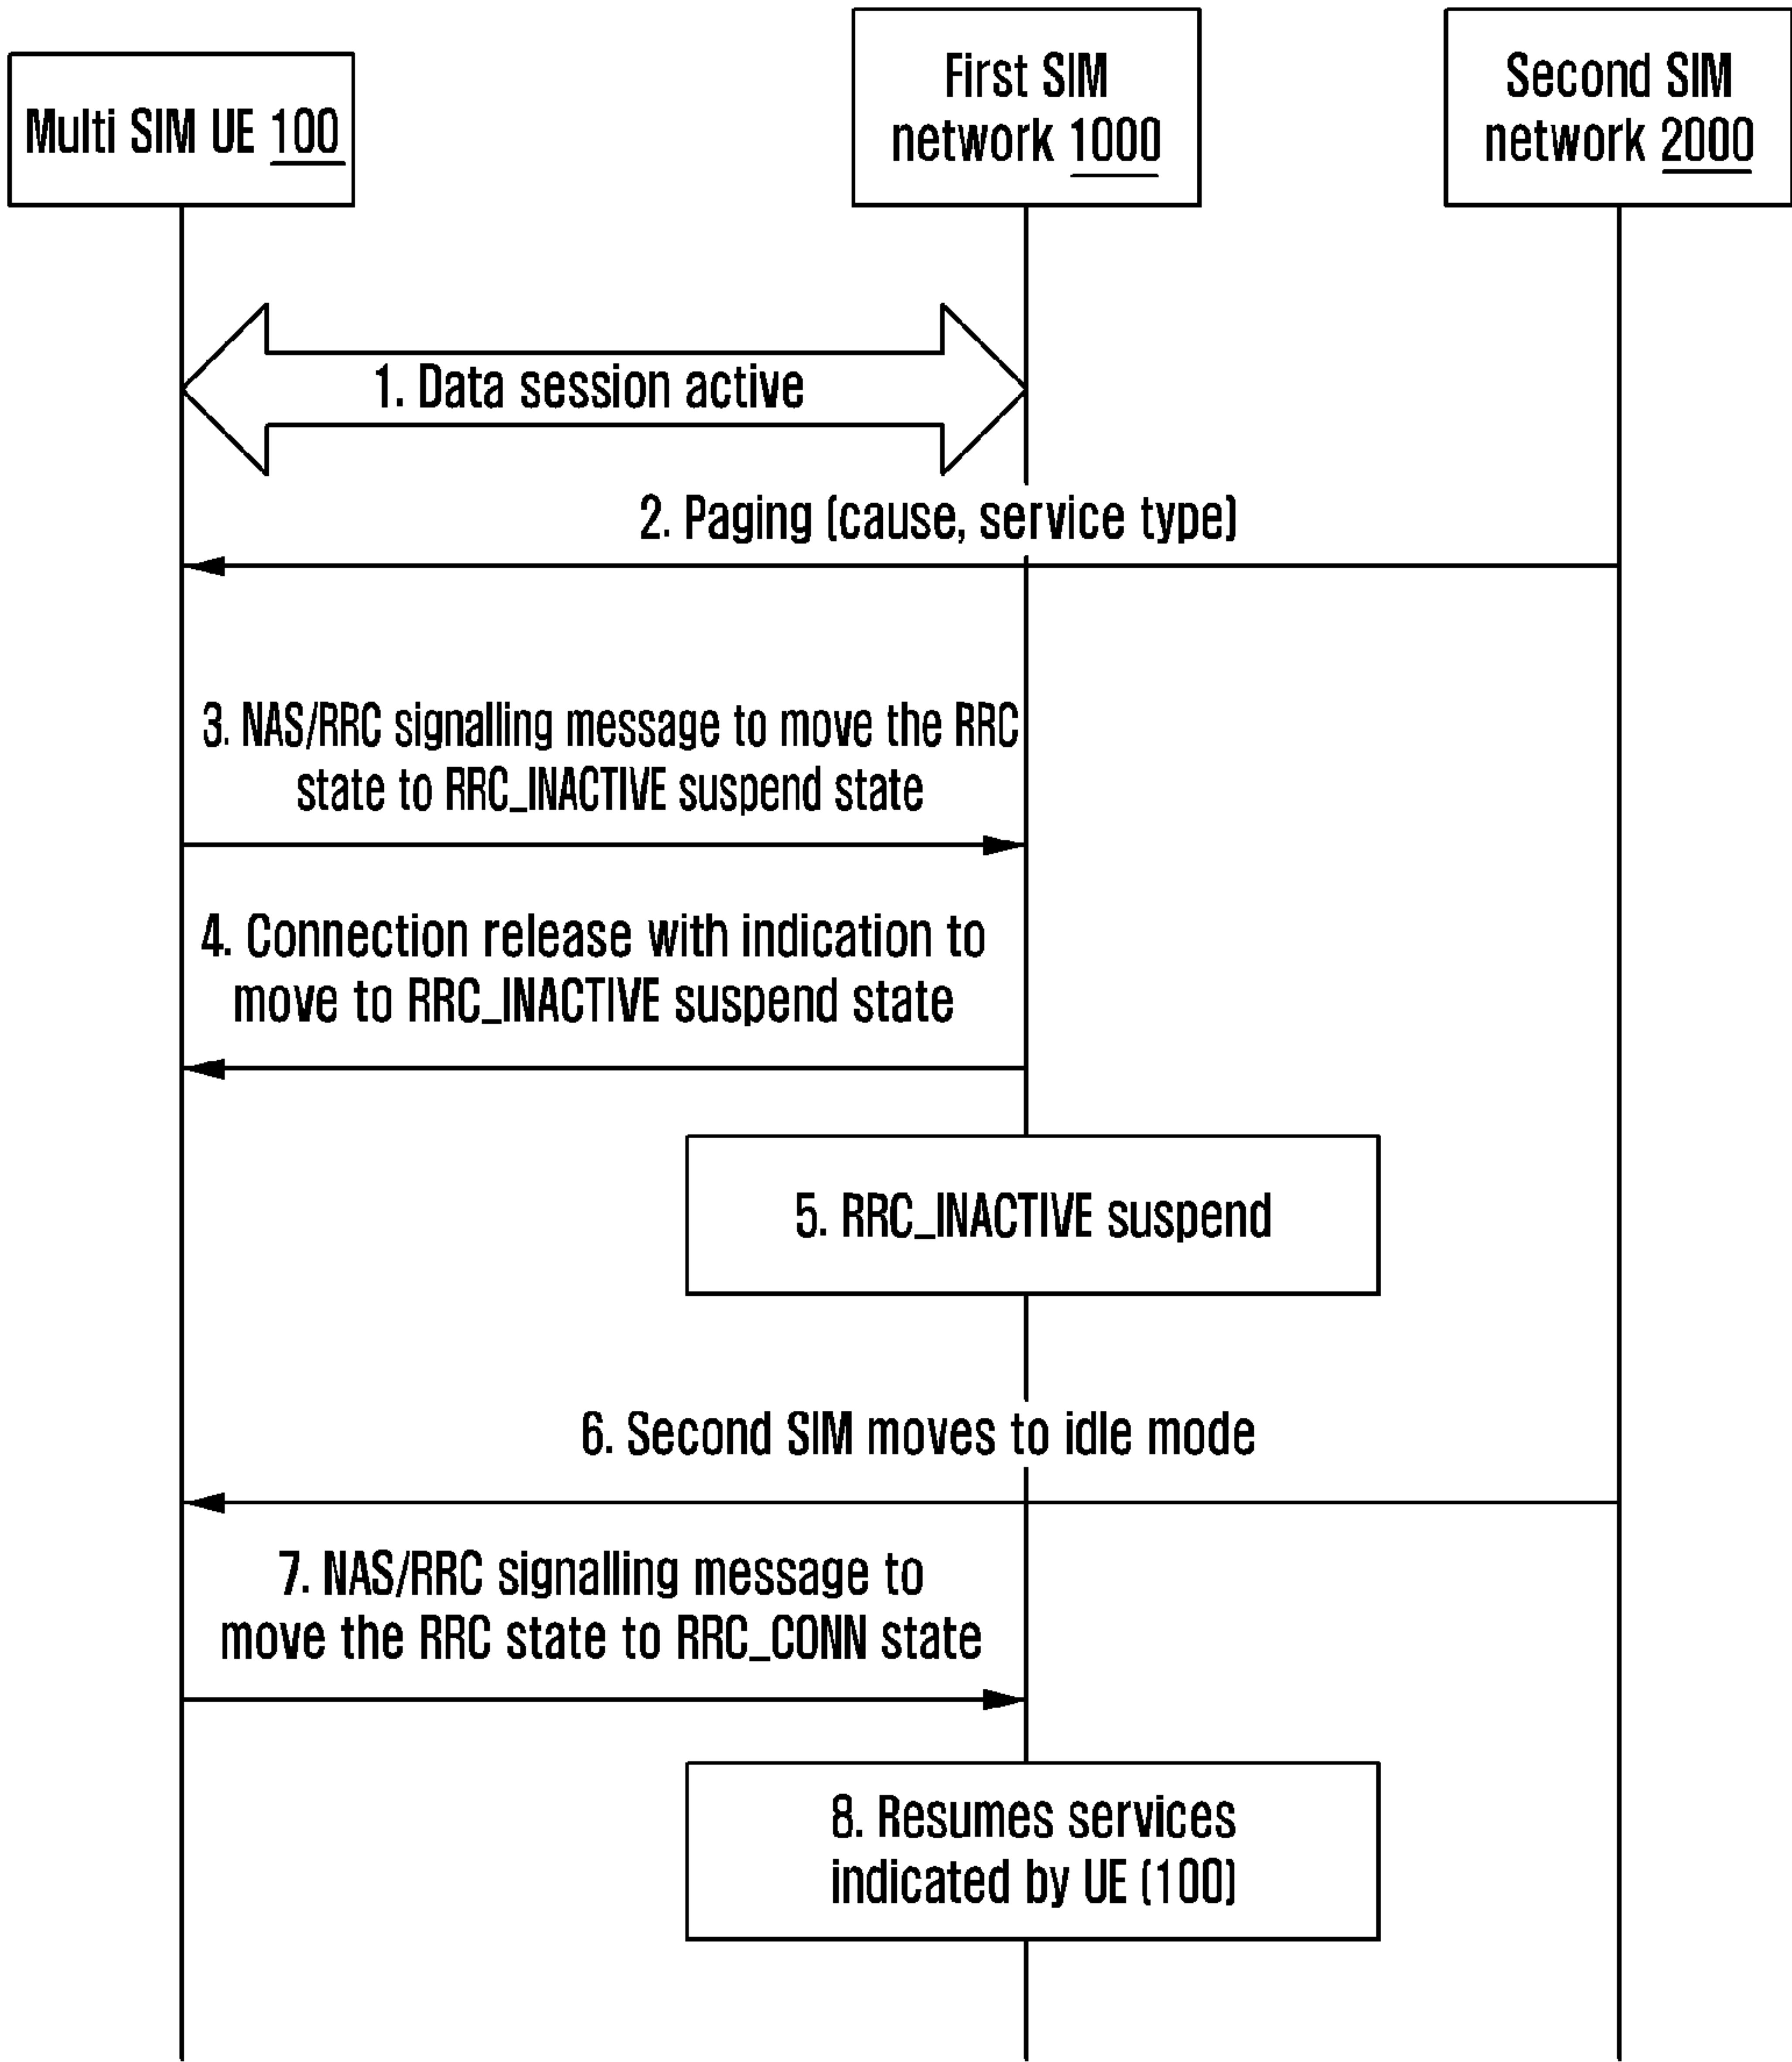 Multi SIM UE 100
First SIM
network 1000
Second SIM
network 2000
1. Data session active
2. Paging (cause, service type)
3. NAS/RRC signalling message to move the RRC
state to RRC_INACTIVE suspend state
4. Connection release with indication to
move to RRC_INACTIVE suspend state
5. RRC_INACTIVE suspend
6. Second SIM moves to idle mode
7. NAS/RRC signalling message to
move the RRC state to RRC_CONN state
8. Resumes services
indicated by UE (100)